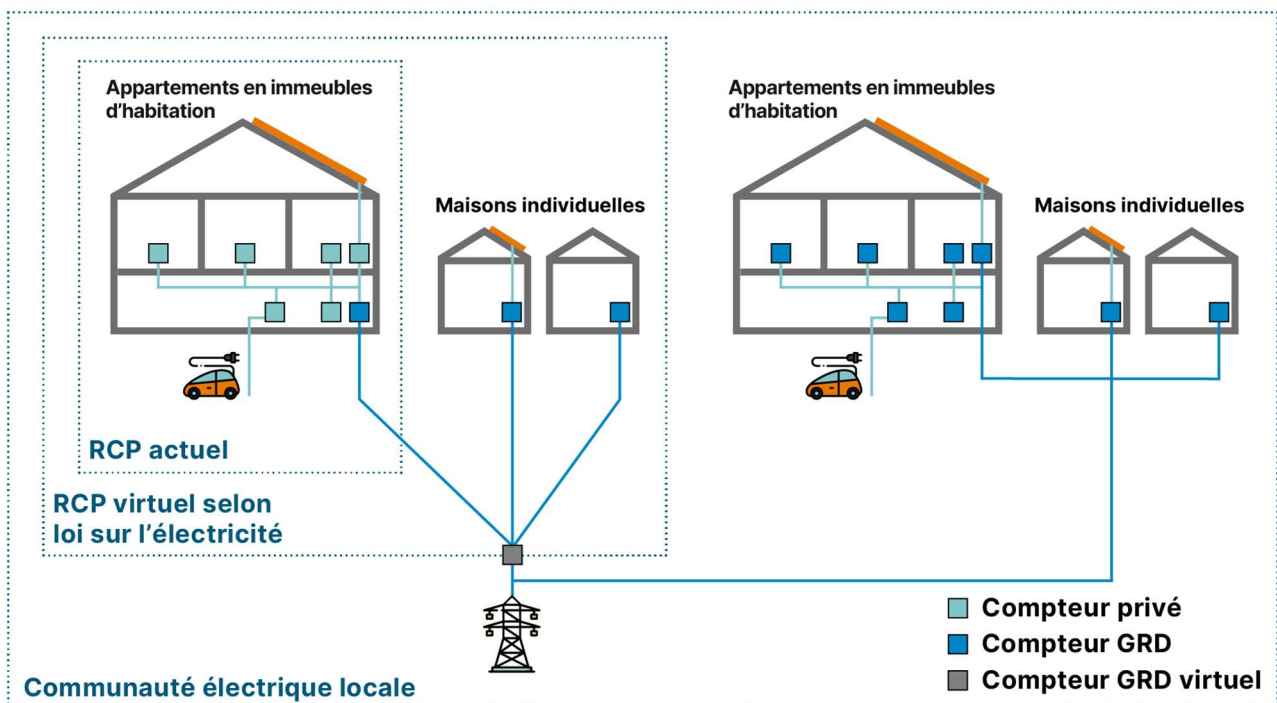 Appartements en immeubles
d’habitation
Maisons individuelles
RCP actuel
RCP virtuel selon
loi sur l’électricité
Appartements en immeubles
d’habitation
Maisons individuelles
Compteur privé
Compteur GRD
Compteur GRD virtuel
Communauté électrique locale